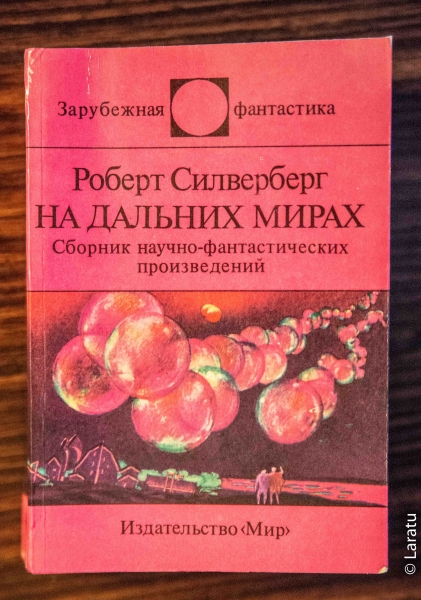 Зарубежная фантастика
Роберт Силверберг
НА ДАЛЬНИХ МИРАХ
Сборник научно-фантастических
произведений
Издательство ‹Мир›
© Laratu